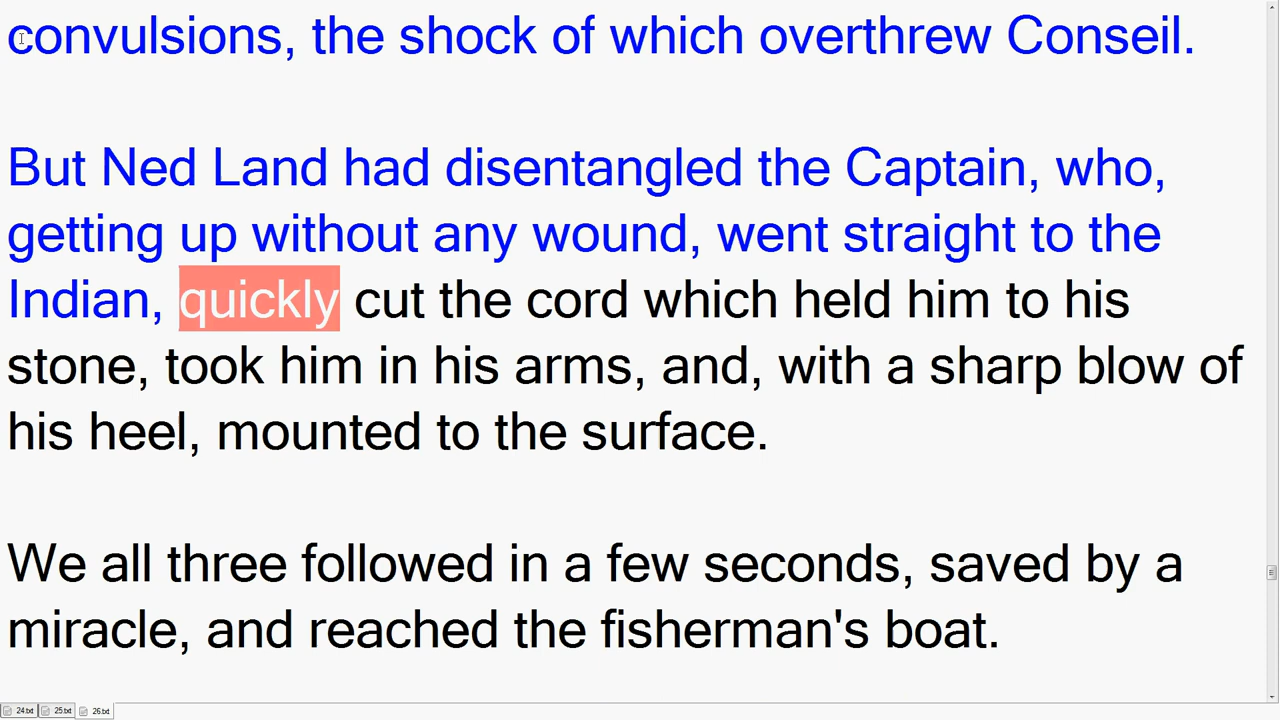 convulsions, the shock of which overthrew Conseil.
But Ned Land had disentangled the Captain, who,
getting up without any wound, went straight to the
Indian, quickly cut the cord which held him to his
stone, took him in his arms, and, with a sharp blow of
his heel, mounted to the surface.
We all three followed in a few seconds, saved by a
miracle, and reached the fisherman's boat.
24.txt 25.txt 26.txt